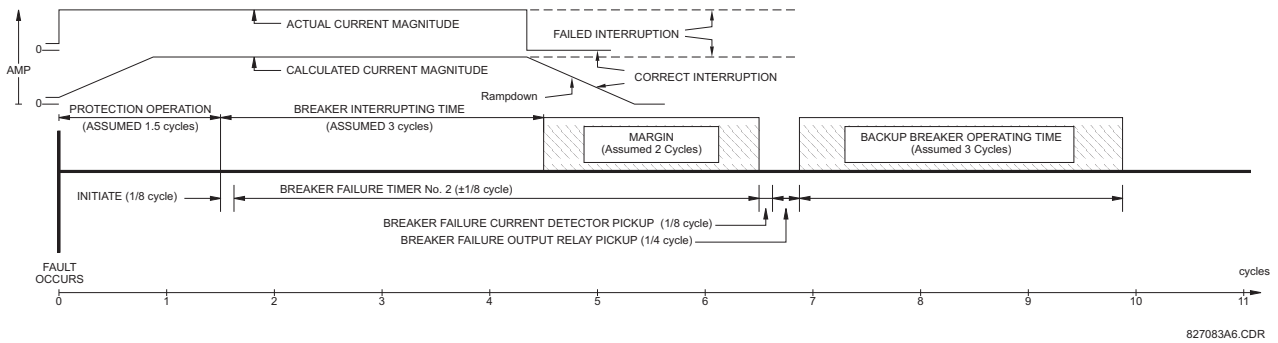 ACTUAL CURRENT MAGNITUDE
FAILED INTERRUPTION
0
AMP
CALCULATED CURRENT MAGNITUDE
CORRECT INTERRUPTION
Rampdown
0
PROTECTION OPERATION
(ASSUMED 1.5 cycles)
BREAKER INTERRUPTING TIME
(ASSUMED 3 cycles)
MARGIN
(Assumed 2 Cycles)
BACKUP BREAKER OPERATING TIME
(Assumed 3 Cycles)
INITIATE (1/8 cycle)
BREAKER FAILURE TIMER No. 2 (±1/8 cycle)
BREAKER FAILURE CURRENT DETECTOR PICKUP (1/8 cycle)
BREAKER FAILURE OUTPUT RELAY PICKUP (1/4 cycle)
FAULT
OCCURS
cycles
0 1 2 3 4 5 6 7 8 9 10 11
827083A6.CDR